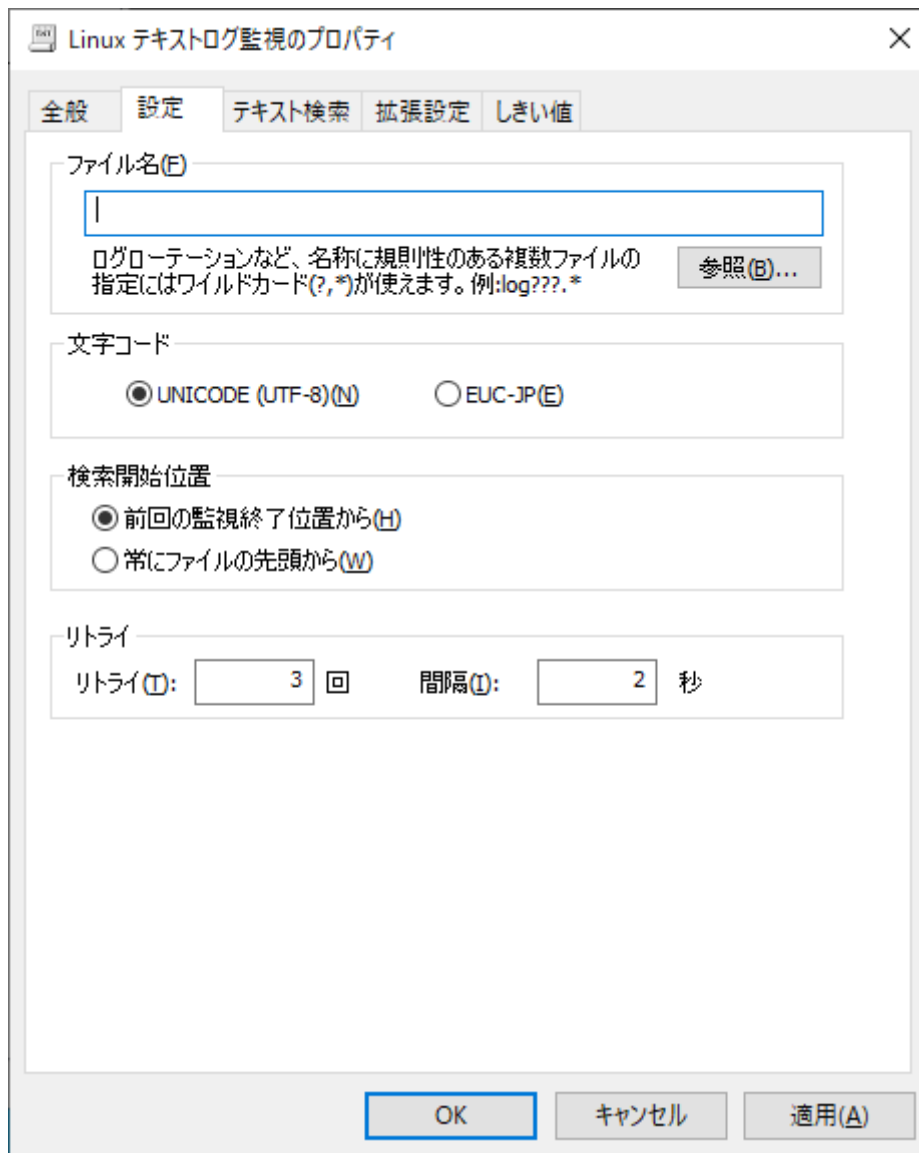 Linux テキストログ監視のプロパティ
全般 設定 テキスト検索 拡張設定 しきい値
ファイル名(F)
ログローテーションなど、名称に規則性のある複数ファイルの
指定にはワイルドカード(?,*)が使えます。例:log???.*
参照(B)...
文字コード
UNICODE (UTF-8)(N) EUC-JP(E)
検索開始位置
前回の監視終了位置から(H)
常にファイルの先頭から(W)
リトライ
リトライ(T): 3 回 間隔(I): 2 秒
OK キャンセル 適用(A)